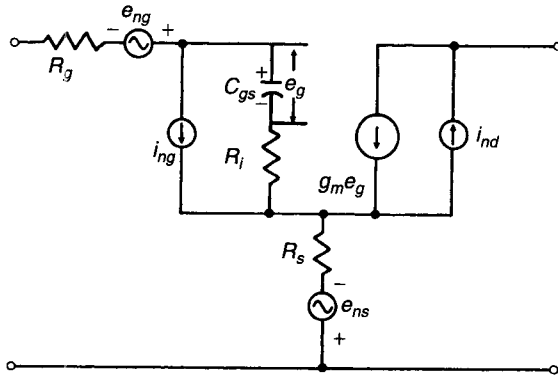 e_ng
− +
R_g
+
C_gs e_g
−
i_ng
R_i
g_m e_g
i_nd
R_s
−
e_ns
+